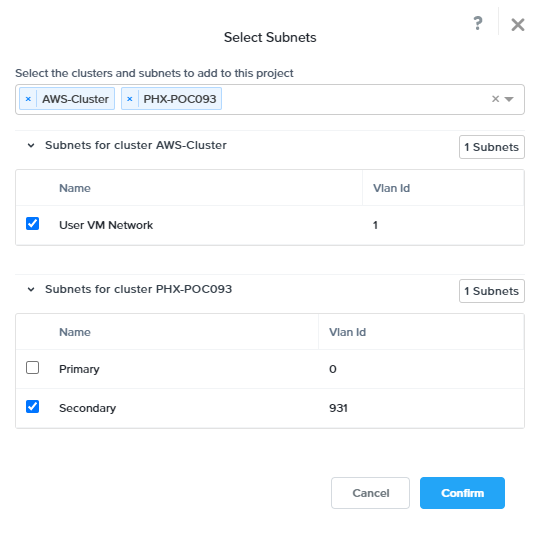 ?
×
Select Subnets
Select the clusters and subnets to add to this project
× AWS-Cluster × PHX-POC093 ×
Subnets for cluster AWS-Cluster 1 Subnets
Name Vlan Id
User VM Network 1
Subnets for cluster PHX-POC093 1 Subnets
Name Vlan Id
Primary 0
Secondary 931
Cancel Confirm